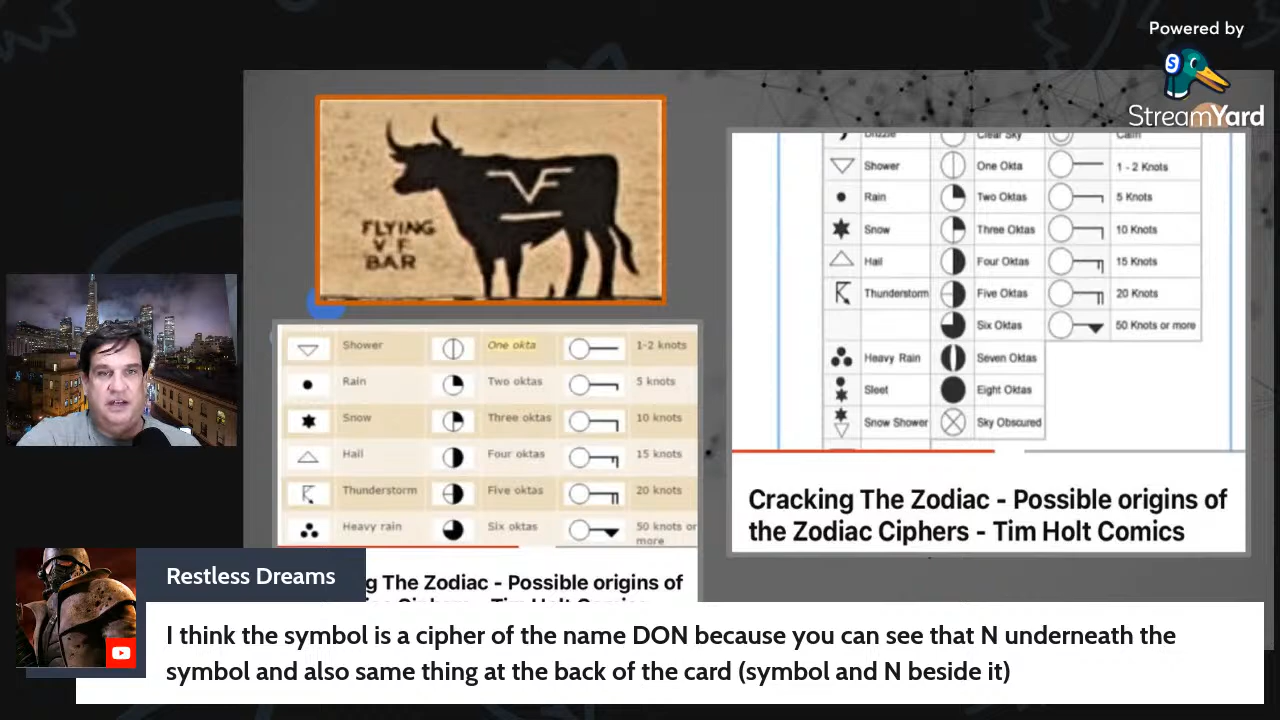 Powered by
StreamYard
FLYING
V F
BAR
Shower One okta 1-2 knots
Rain Two oktas 5 knots
Snow Three oktas 10 knots
Hail Four oktas 15 knots
Thunderstorm Five oktas 20 knots
Heavy rain Six oktas 50 knots or
more
g The Zodiac - Possible origins of
Drizzle Clear Sky Calm
Shower One Okta 1 - 2 Knots
Rain Two Oktas 5 Knots
Snow Three Oktas 10 Knots
Hail Four Oktas 15 Knots
Thunderstorm Five Oktas 20 Knots
Six Oktas 50 Knots or more
Heavy Rain Seven Oktas
Sleet Eight Oktas
Snow Shower Sky Obscured
Cracking The Zodiac - Possible origins of
the Zodiac Ciphers - Tim Holt Comics
Restless Dreams
I think the symbol is a cipher of the name DON because you can see that N underneath the
symbol and also same thing at the back of the card (symbol and N beside it)